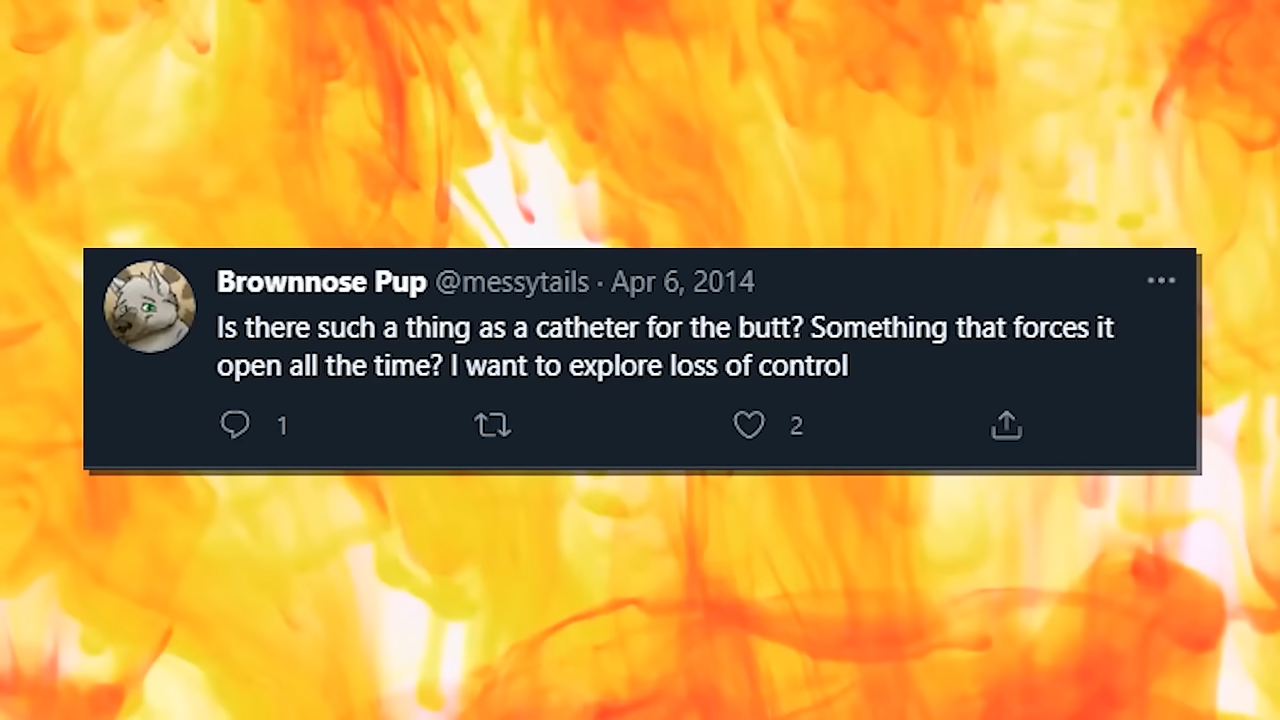 Brownnose Pup @messytails · Apr 6, 2014
Is there such a thing as a catheter for the butt? Something that forces it
open all the time? I want to explore loss of control
1 2